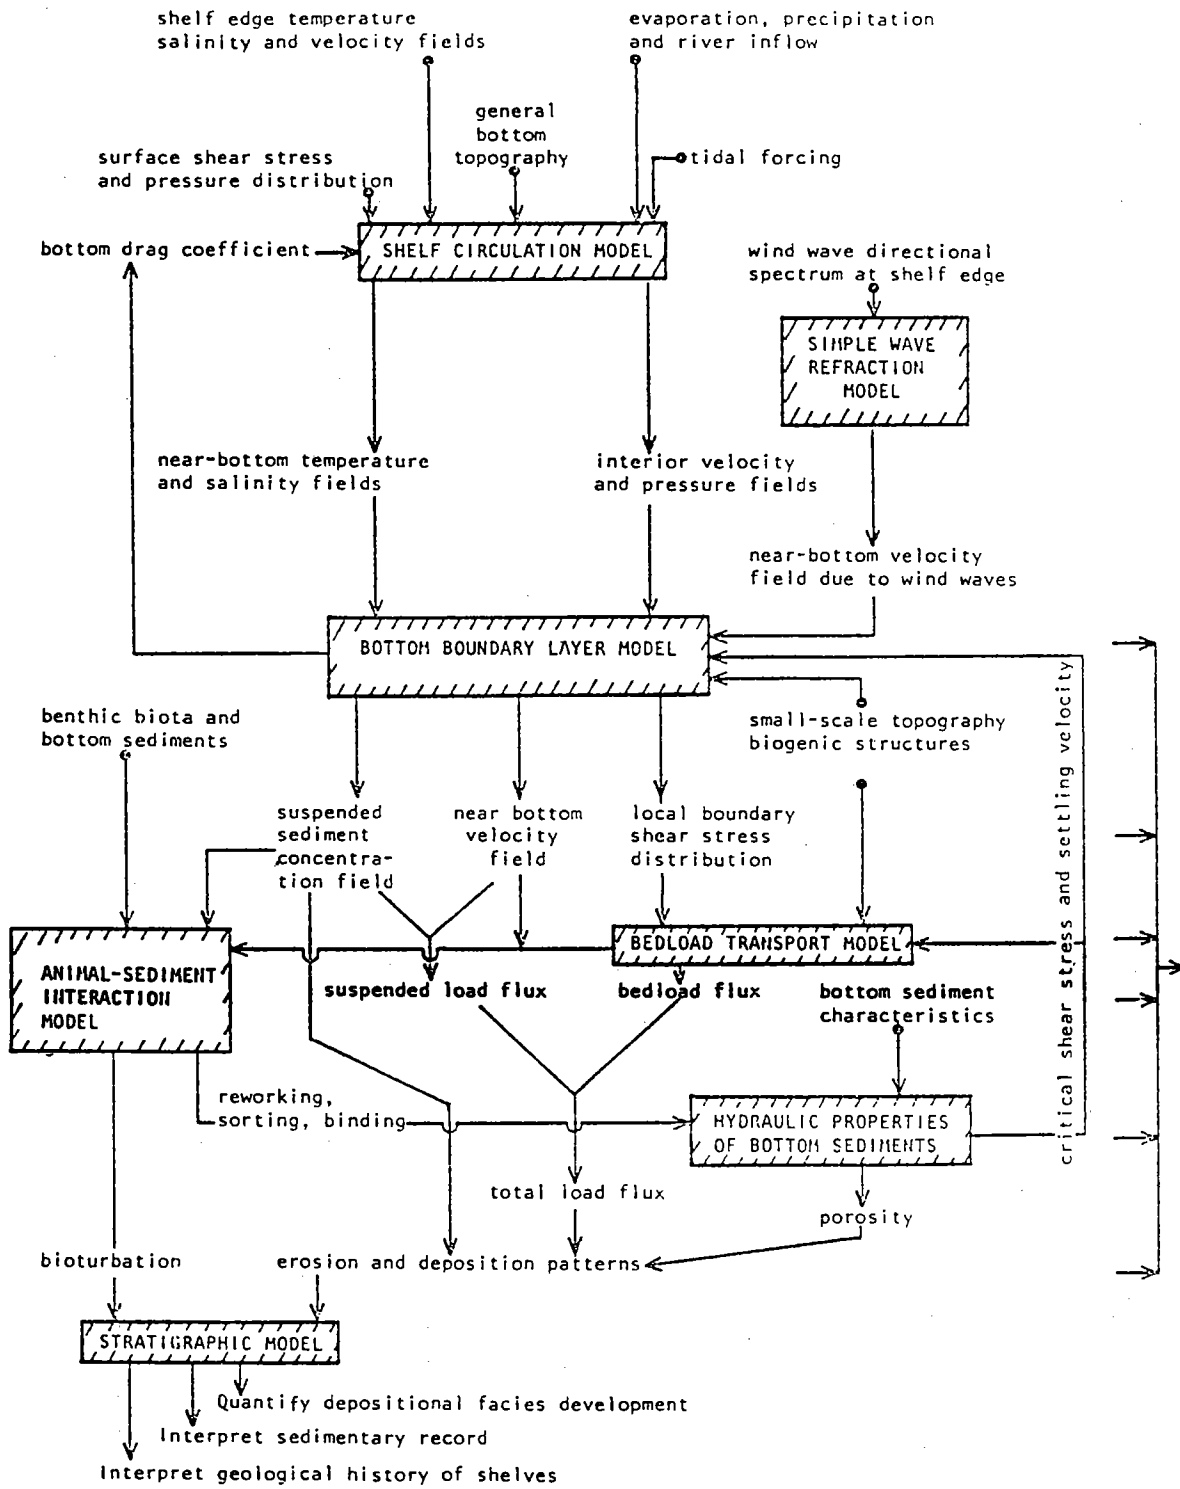 shelf edge temperature
salinity and velocity fields
evaporation, precipitation
and river inflow
general
bottom
topography
surface shear stress
and pressure distribution
tidal forcing
bottom drag coefficient
SHELF CIRCULATION MODEL
wind wave directional
spectrum at shelf edge
SIMPLE WAVE
REFRACTION
MODEL
near-bottom temperature
and salinity fields
interior velocity
and pressure fields
near-bottom velocity
field due to wind waves
BOTTOM BOUNDARY LAYER MODEL
benthic biota and
bottom sediments
small-scale topography
biogenic structures
critical shear stress and settling velocity
suspended
sediment
concentra-
tion field
near bottom
velocity
field
local boundary
shear stress
distribution
BEDLOAD TRANSPORT MODEL
ANIMAL-SEDIMENT
INTERACTION
MODEL
suspended load flux
bedload flux
bottom sediment
characteristics
reworking,
sorting, binding
HYDRAULIC PROPERTIES
OF BOTTOM SEDIMENTS
total load flux
porosity
bioturbation
erosion and deposition patterns
STRATIGRAPHIC MODEL
Quantify depositional facies development
Interpret sedimentary record
Interpret geological history of shelves